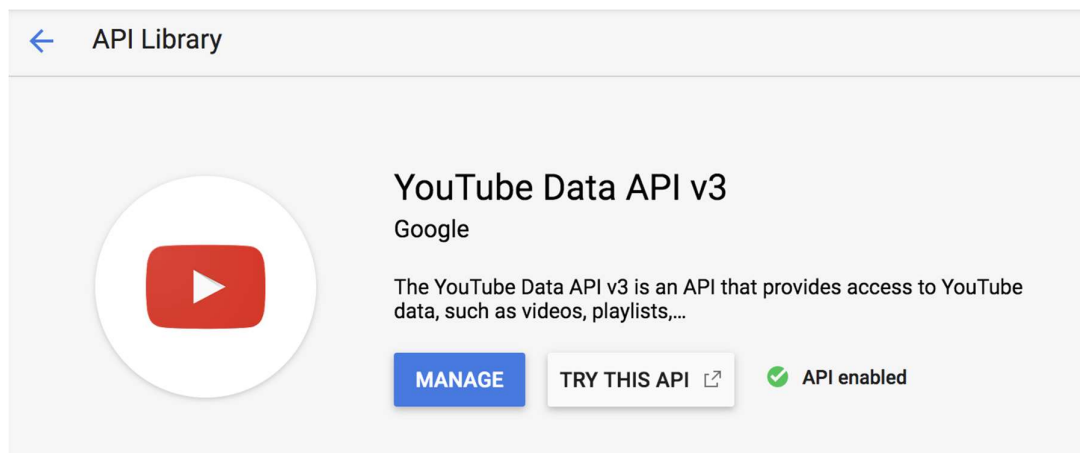 API Library
YouTube Data API v3
Google
The YouTube Data API v3 is an API that provides access to YouTube
data, such as videos, playlists,...
MANAGE
TRY THIS API
API enabled